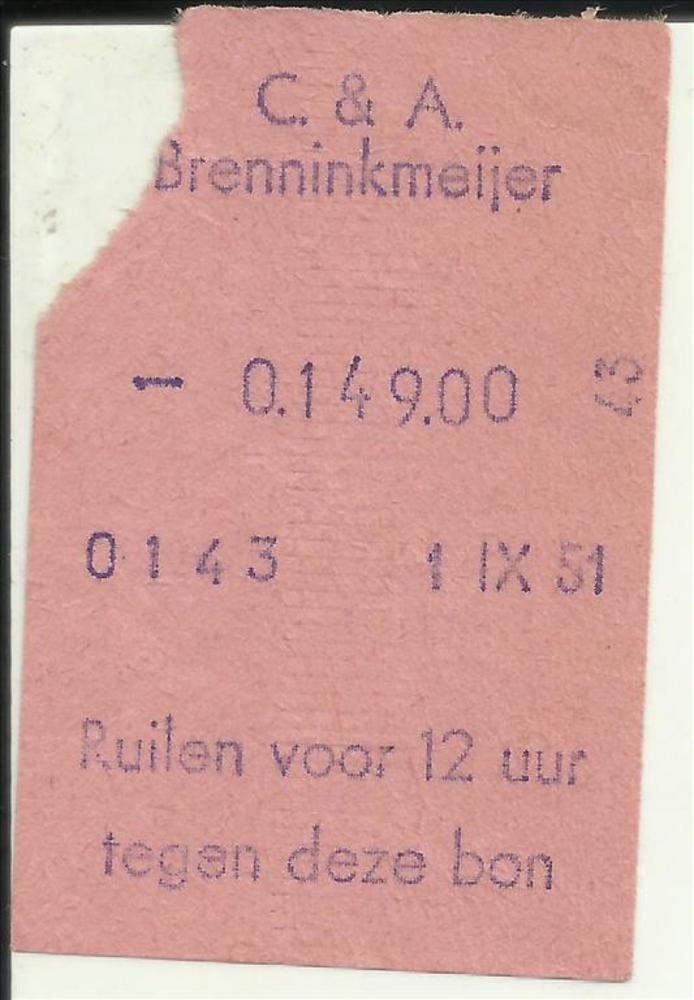 C. & A.
Brenninkmeijer
- 0.149.00
43
0143 1 IX 51
Ruilen voor 12 uur
tegen deze bon